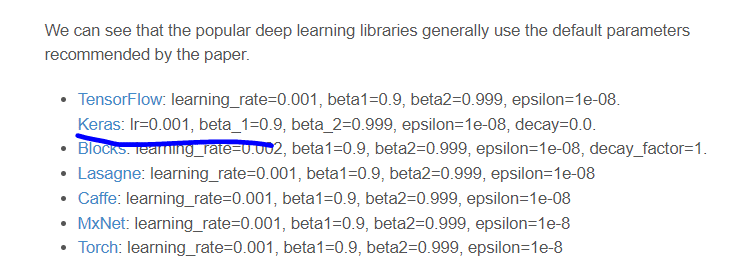 We can see that the popular deep learning libraries generally use the default parameters
recommended by the paper.
• TensorFlow: learning_rate=0.001, beta1=0.9, beta2=0.999, epsilon=1e-08.
Keras: lr=0.001, beta_1=0.9, beta_2=0.999, epsilon=1e-08, decay=0.0.
• Blocks: learning_rate=0.002, beta1=0.9, beta2=0.999, epsilon=1e-08, decay_factor=1.
• Lasagne: learning_rate=0.001, beta1=0.9, beta2=0.999, epsilon=1e-08
• Caffe: learning_rate=0.001, beta1=0.9, beta2=0.999, epsilon=1e-08
• MxNet: learning_rate=0.001, beta1=0.9, beta2=0.999, epsilon=1e-8
• Torch: learning_rate=0.001, beta1=0.9, beta2=0.999, epsilon=1e-8